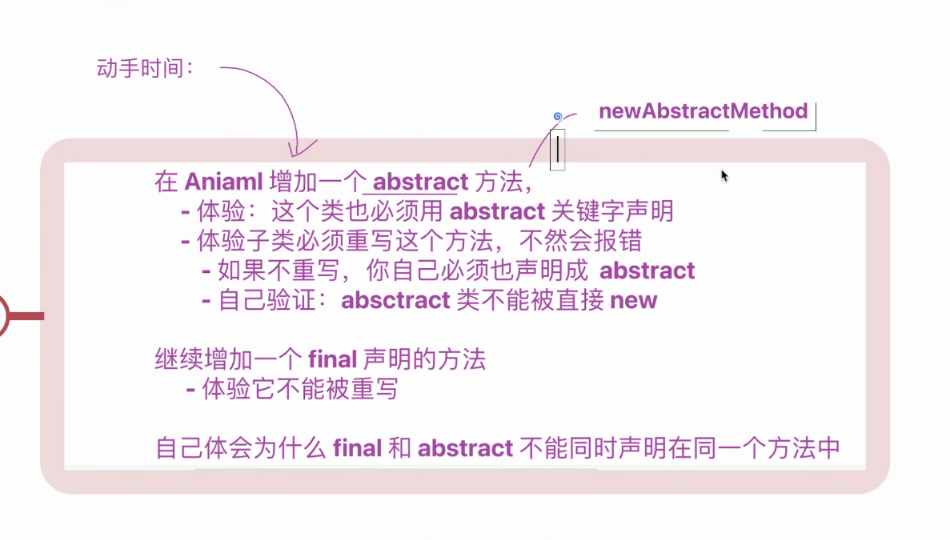 动手时间：
newAbstractMethod
在 Aniaml 增加一个 abstract 方法，
- 体验：这个类也必须用 abstract 关键字声明
- 体验子类必须重写这个方法，不然会报错
- 如果不重写，你自己必须也声明成 abstract
- 自己验证：absctract 类不能被直接 new
继续增加一个 final 声明的方法
- 体验它不能被重写
自己体会为什么 final 和 abstract 不能同时声明在同一个方法中